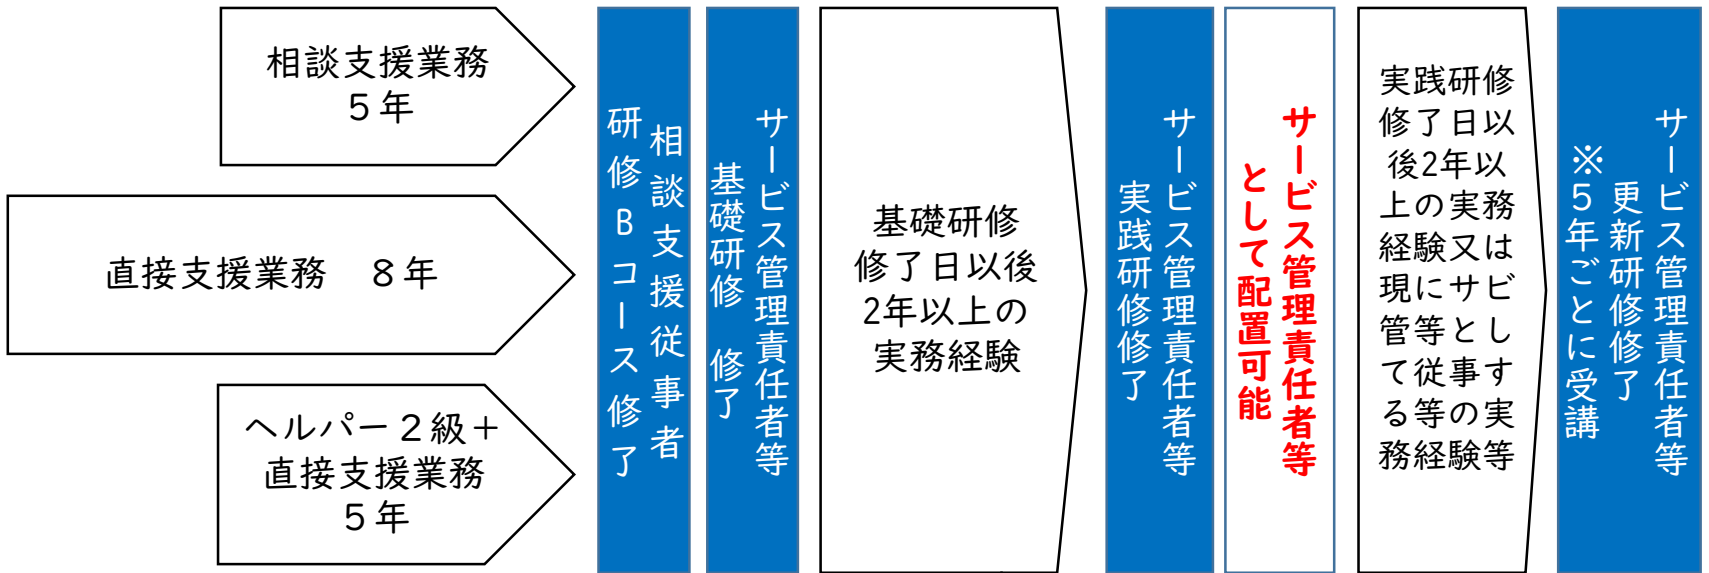 相談支援業務
５年
直接支援業務　８年
ヘルパー２級＋
直接支援業務
５年
相談支援従事者
研修Ｂコース修了
サービス管理責任者等
基礎研修　修了
基礎研修
修了日以後
2年以上の
実務経験
サービス管理責任者等
実践研修修了
サービス管理責任者等
として配置可能
実践研修
修了日以
後2年以
上の実務
経験又は
現にサビ
管等とし
て従事す
る等の実
務経験等
サービス管理責任者等
更新研修修了
※５年ごとに受講